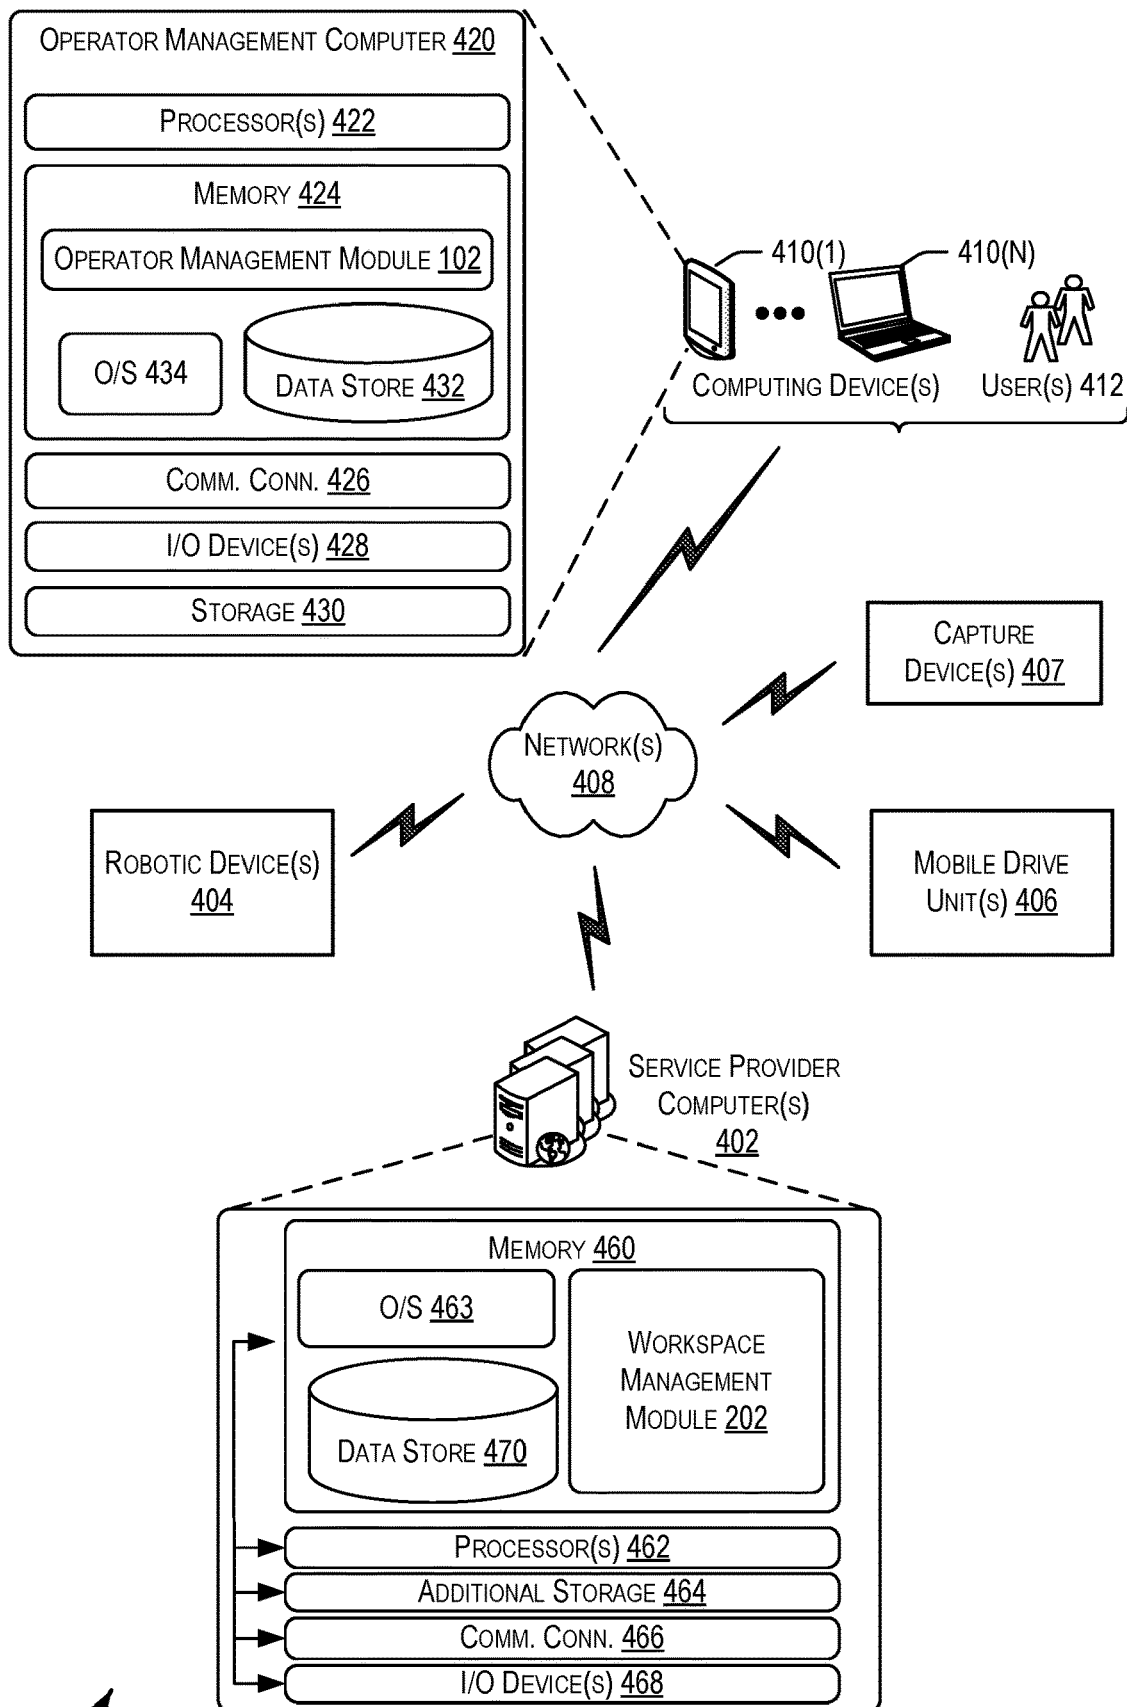 OPERATOR MANAGEMENT COMPUTER 420
PROCESSOR(S) 422
MEMORY 424
OPERATOR MANAGEMENT MODULE 102
O/S 434
DATA STORE 432
COMM. CONN. 426
I/O DEVICE(S) 428
STORAGE 430
410(1)
410(N)
COMPUTING DEVICE(S)
USER(S) 412
CAPTURE
DEVICE(S) 407
NETWORK(S)
408
ROBOTIC DEVICE(S)
404
MOBILE DRIVE
UNIT(S) 406
SERVICE PROVIDER
COMPUTER(S)
402
MEMORY 460
O/S 463
WORKSPACE
MANAGEMENT
MODULE 202
DATA STORE 470
PROCESSOR(S) 462
ADDITIONAL STORAGE 464
COMM. CONN. 466
I/O DEVICE(S) 468